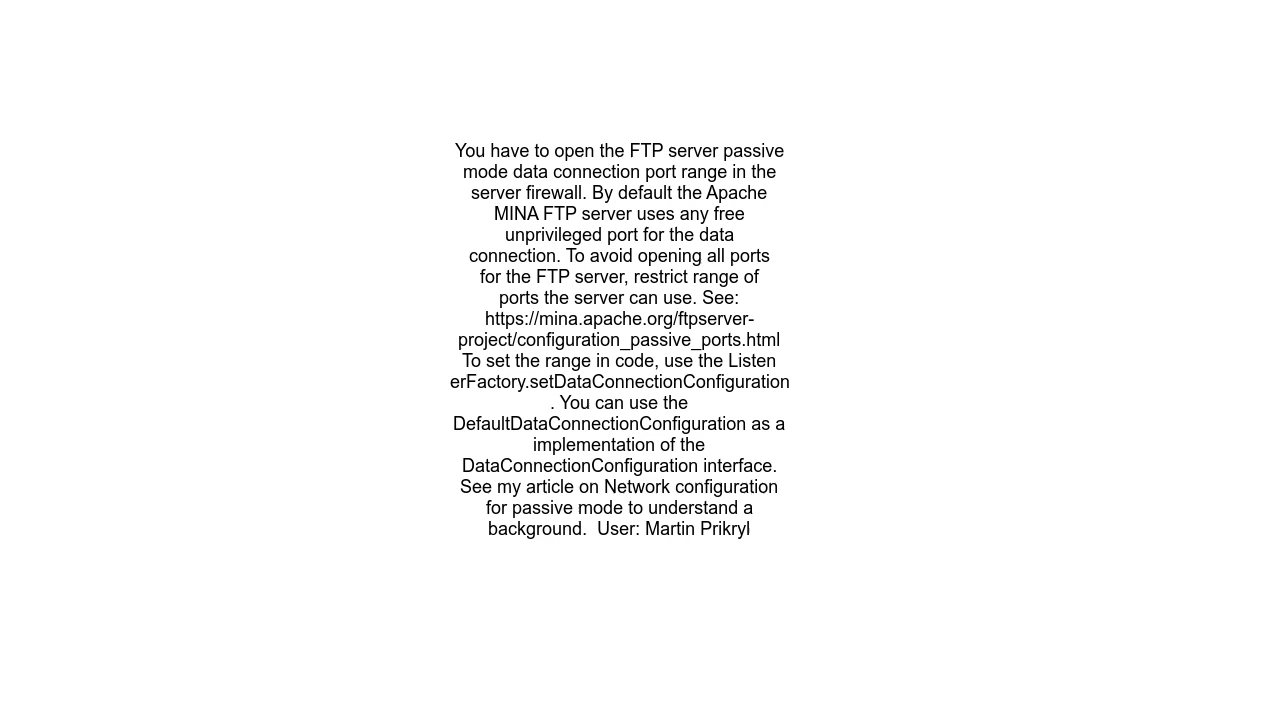 You have to open the FTP server passive
mode data connection port range in the
server firewall. By default the Apache
MINA FTP server uses any free
unprivileged port for the data
connection. To avoid opening all ports
for the FTP server, restrict range of
ports the server can use. See:
https://mina.apache.org/ftpserver-
project/configuration_passive_ports.html
To set the range in code, use the Listen
erFactory.setDataConnectionConfiguration
. You can use the
DefaultDataConnectionConfiguration as a
implementation of the
DataConnectionConfiguration interface.
See my article on Network configuration
for passive mode to understand a
background.  User: Martin Prikryl